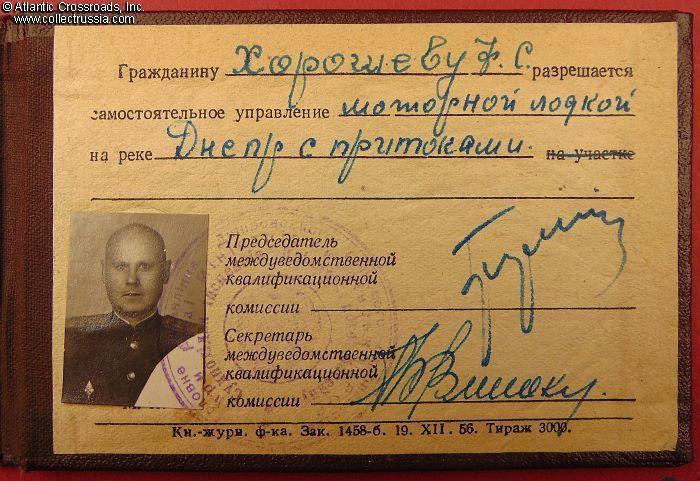 © Atlantic Crossroads, Inc.
www.collectrussia.com
Гражданину Хорошеву Ф. С. разрешается
самостоятельное управление моторной лодкой
на реке Днепр с притоками. на участке
Председатель
междуведомственной
квалификационной
комиссии
Секретарь
междуведомственной
квалификационной
комиссии
Кн.-журн. ф-ка. Зак. 1458-б. 19. XII. 56. Тираж 3000.